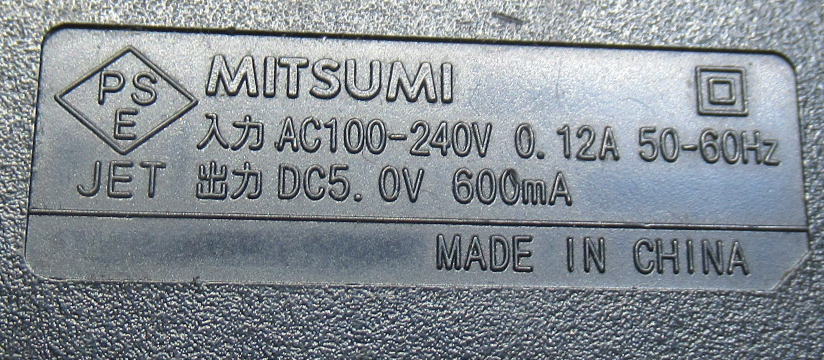 PS
E
JET
MITSUMI
入力 AC100-240V 0.12A 50-60Hz
出力 DC5.0V 600mA
MADE IN CHINA